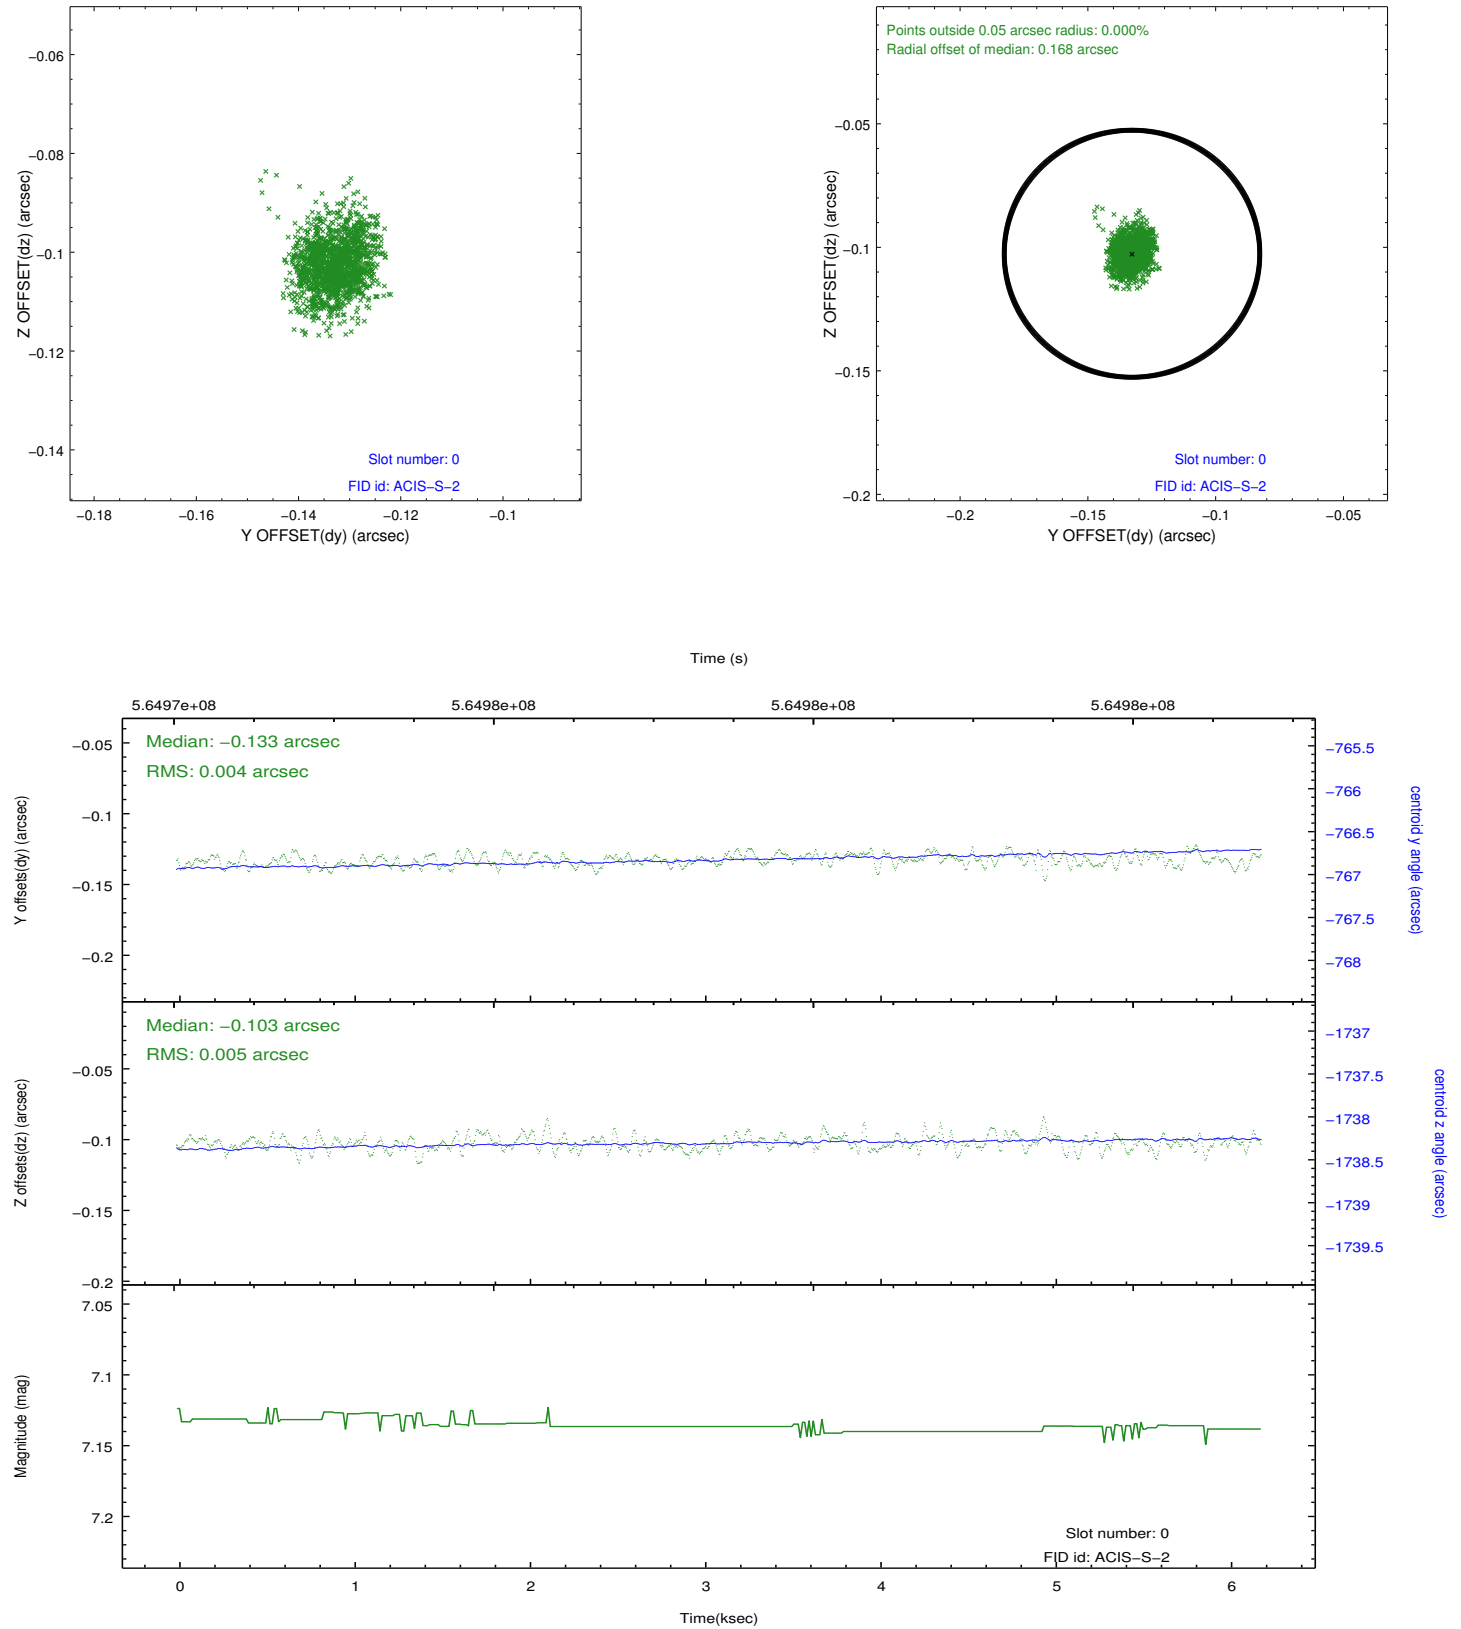 −0.06
−0.08
−0.1
−0.12
−0.14
Z OFFSET(dz) (arcsec)
Slot number: 0
FID id: ACIS−S−2
−0.18 −0.16 −0.14 −0.12 −0.1
Y OFFSET(dy) (arcsec)
Points outside 0.05 arcsec radius: 0.000%
Radial offset of median: 0.168 arcsec
−0.05
−0.1
−0.15
−0.2
Z OFFSET(dz) (arcsec)
Slot number: 0
FID id: ACIS−S−2
−0.2 −0.15 −0.1 −0.05
Y OFFSET(dy) (arcsec)
Time (s)
5.6497e+08 5.6498e+08 5.6498e+08 5.6498e+08
Median: −0.133 arcsec
RMS: 0.004 arcsec
−0.05
−0.1
−0.15
−0.2
Y offsets(dy) (arcsec)
−765.5
−766
−766.5
−767
−767.5
−768
centroid y angle (arcsec)
Median: −0.103 arcsec
RMS: 0.005 arcsec
−0.05
−0.1
−0.15
−0.2
Z offsets(dz) (arcsec)
−1737
−1737.5
−1738
−1738.5
−1739
−1739.5
centroid z angle (arcsec)
7.05
7.1
7.15
7.2
Magnitude (mag)
Slot number: 0
FID id: ACIS−S−2
0 1 2 3 4 5 6
Time(ksec)